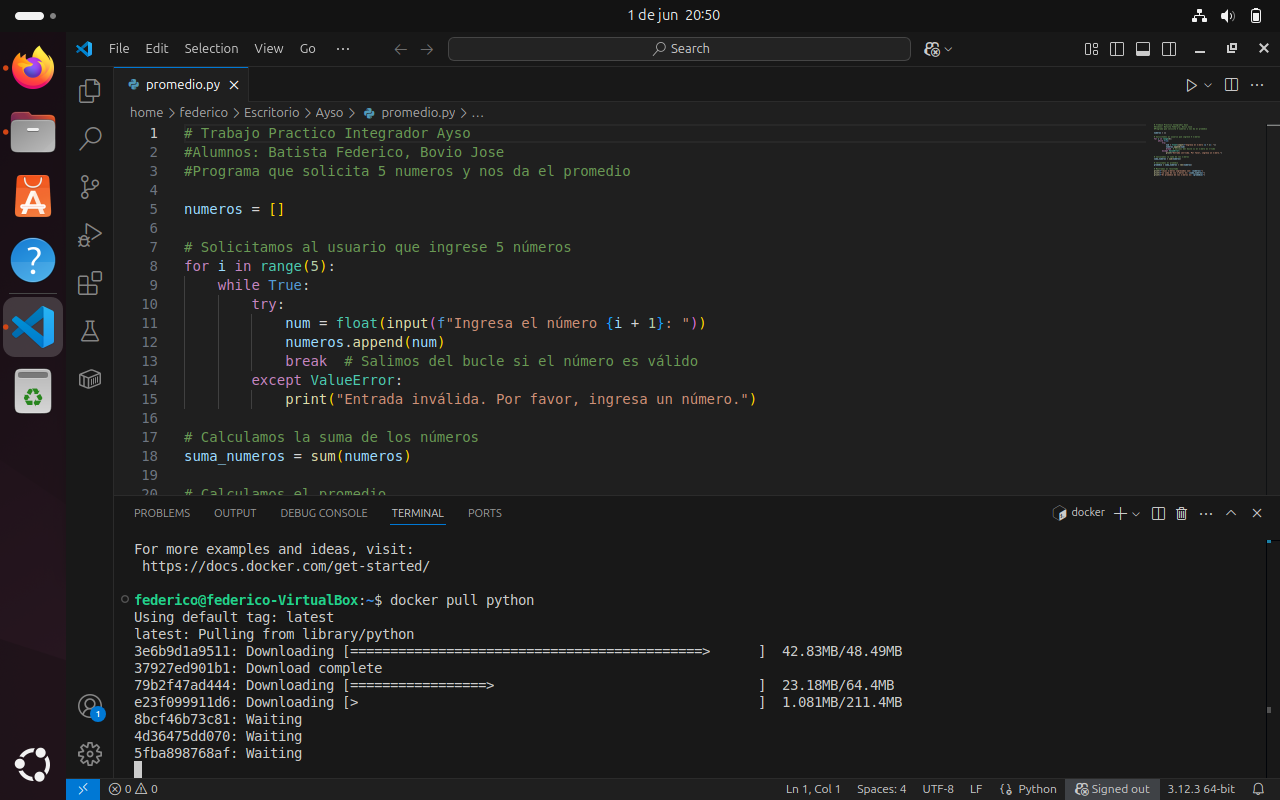 1 de jun 20:50
File Edit Selection View Go ··· Search
promedio.py
home > federico > Escritorio > Ayso > promedio.py > ...
1 # Trabajo Practico Integrador Ayso
2 #Alumnos: Batista Federico, Bovio Jose
3 #Programa que solicita 5 numeros y nos da el promedio
4
5 numeros = []
6
7 # Solicitamos al usuario que ingrese 5 números
8 for i in range(5):
9 while True:
10 try:
11 num = float(input(f"Ingresa el número {i + 1}: "))
12 numeros.append(num)
13 break # Salimos del bucle si el número es válido
14 except ValueError:
15 print("Entrada inválida. Por favor, ingresa un número.")
16
17 # Calculamos la suma de los números
18 suma_numeros = sum(numeros)
19
20 # Calculamos el promedio
PROBLEMS OUTPUT DEBUG CONSOLE TERMINAL PORTS docker
For more examples and ideas, visit:
https://docs.docker.com/get-started/
federico@federico-VirtualBox:~$ docker pull python
Using default tag: latest
latest: Pulling from library/python
3e6b9d1a9511: Downloading [============================================> ] 42.83MB/48.49MB
37927ed901b1: Download complete
79b2f47ad444: Downloading [=================> ] 23.18MB/64.4MB
e23f099911d6: Downloading [> ] 1.081MB/211.4MB
8bcf46b73c81: Waiting
4d36475dd070: Waiting
5fba898768af: Waiting
1
0 0 Ln 1, Col 1 Spaces: 4 UTF-8 LF Python Signed out 3.12.3 64-bit